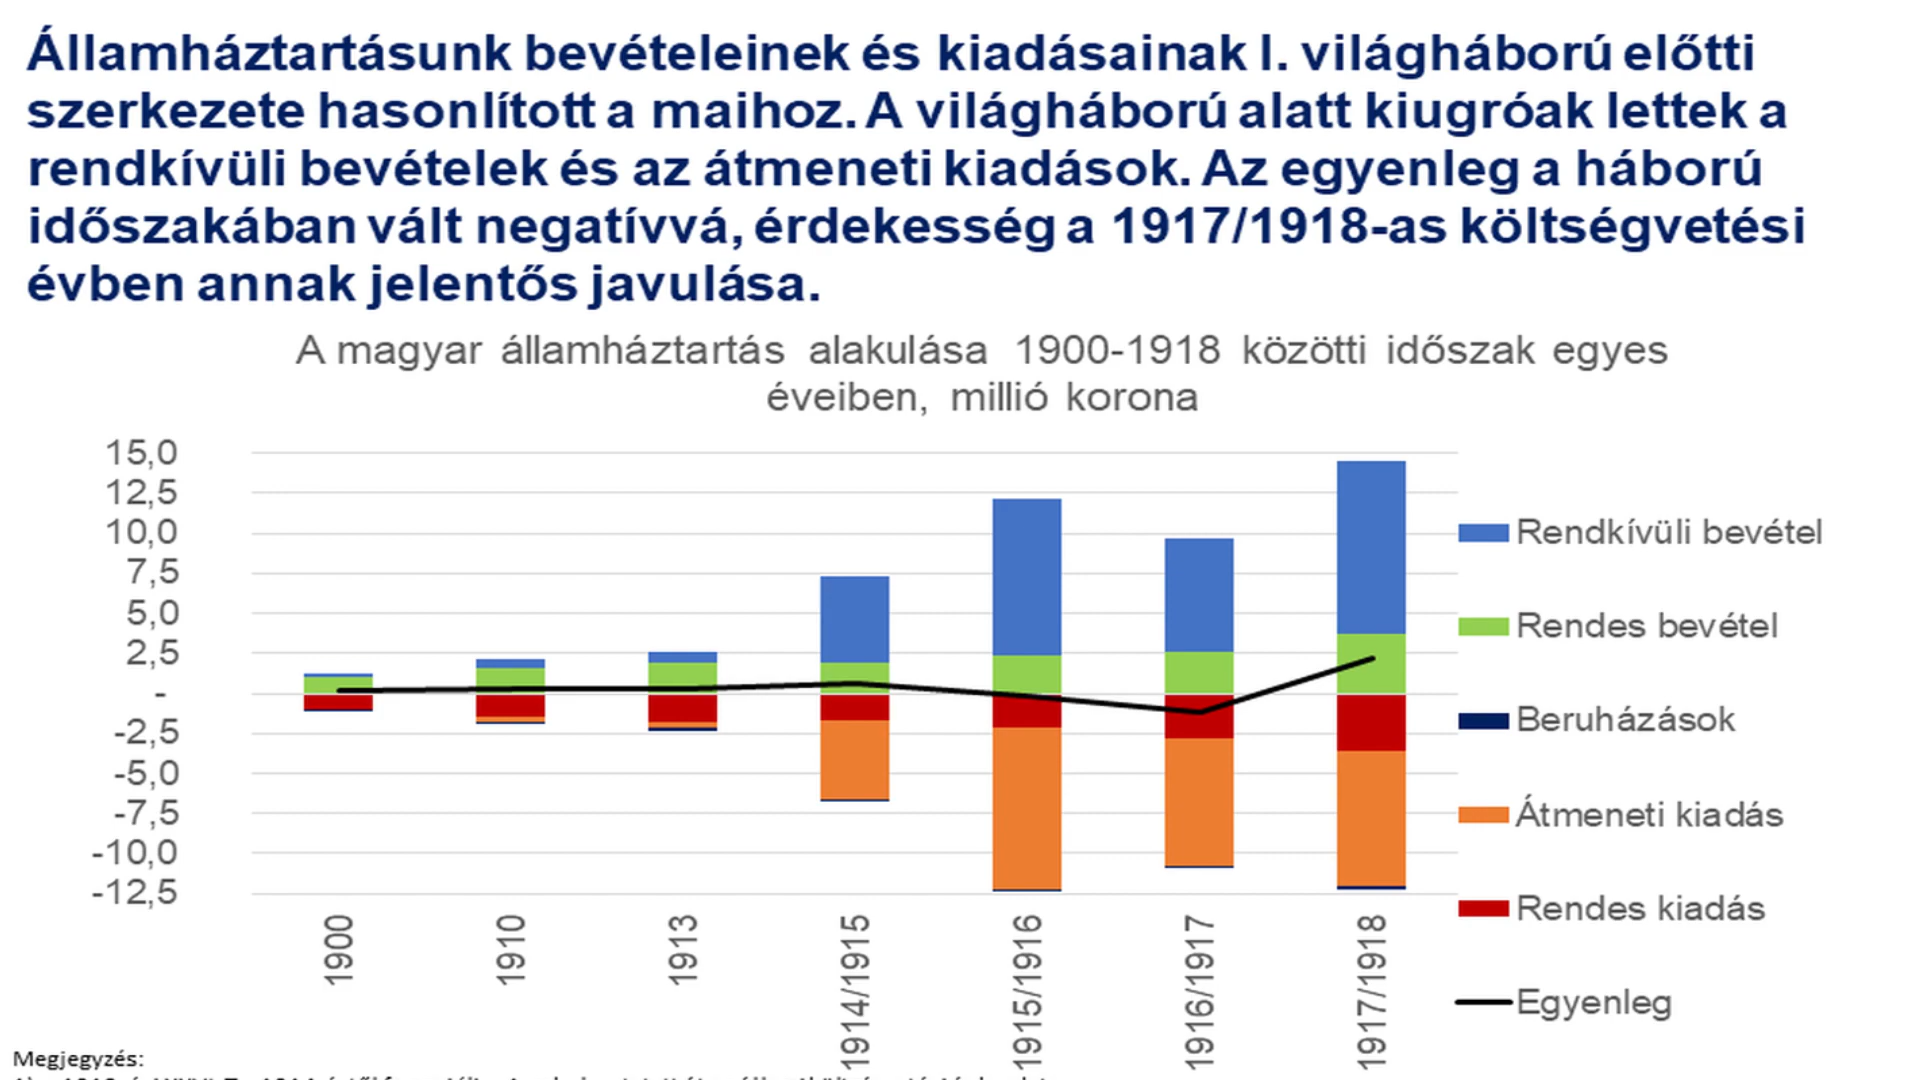 Államháztartásunk bevételeinek és kiadásainak I. világháború előtti
szerkezete hasonlított a maihoz. A világháború alatt kiugróak lettek a
rendkívüli bevételek és az átmeneti kiadások. Az egyenleg a háború
időszakában vált negatívvá, érdekesség a 1917/1918-as költségvetési
évben annak jelentős javulása.
A magyar államháztartás alakulása 1900-1918 közötti időszak egyes
éveiben, millió korona
15,0
12,5
10,0
7,5
5,0
2,5
-
-2,5
-5,0
-7,5
-10,0
-12,5
1900
1910
1913
1914/1915
1915/1916
1916/1917
1917/1918
Rendkívüli bevétel
Rendes bevétel
Beruházások
Átmeneti kiadás
Rendes kiadás
Egyenleg
Megjegyzés: